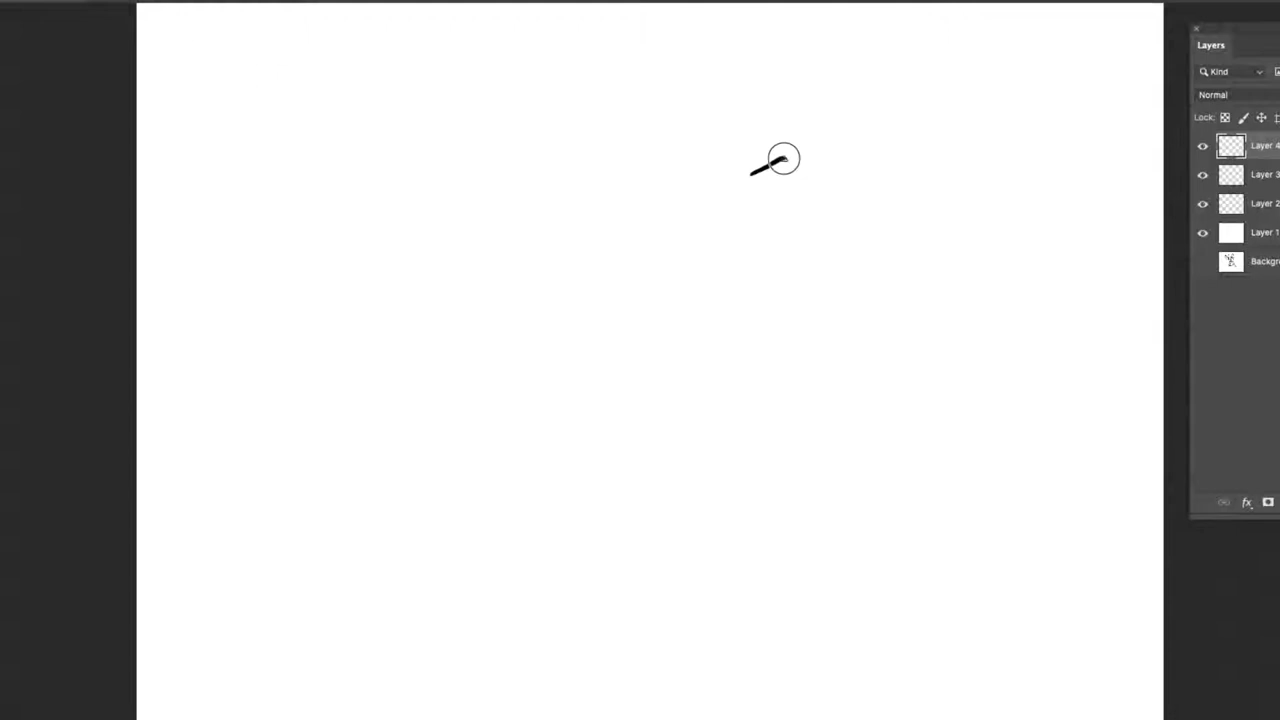 Layers
Kind
Normal
Lock:
Layer 4
Layer 3
Layer 2
Layer 1
Backgr
fx